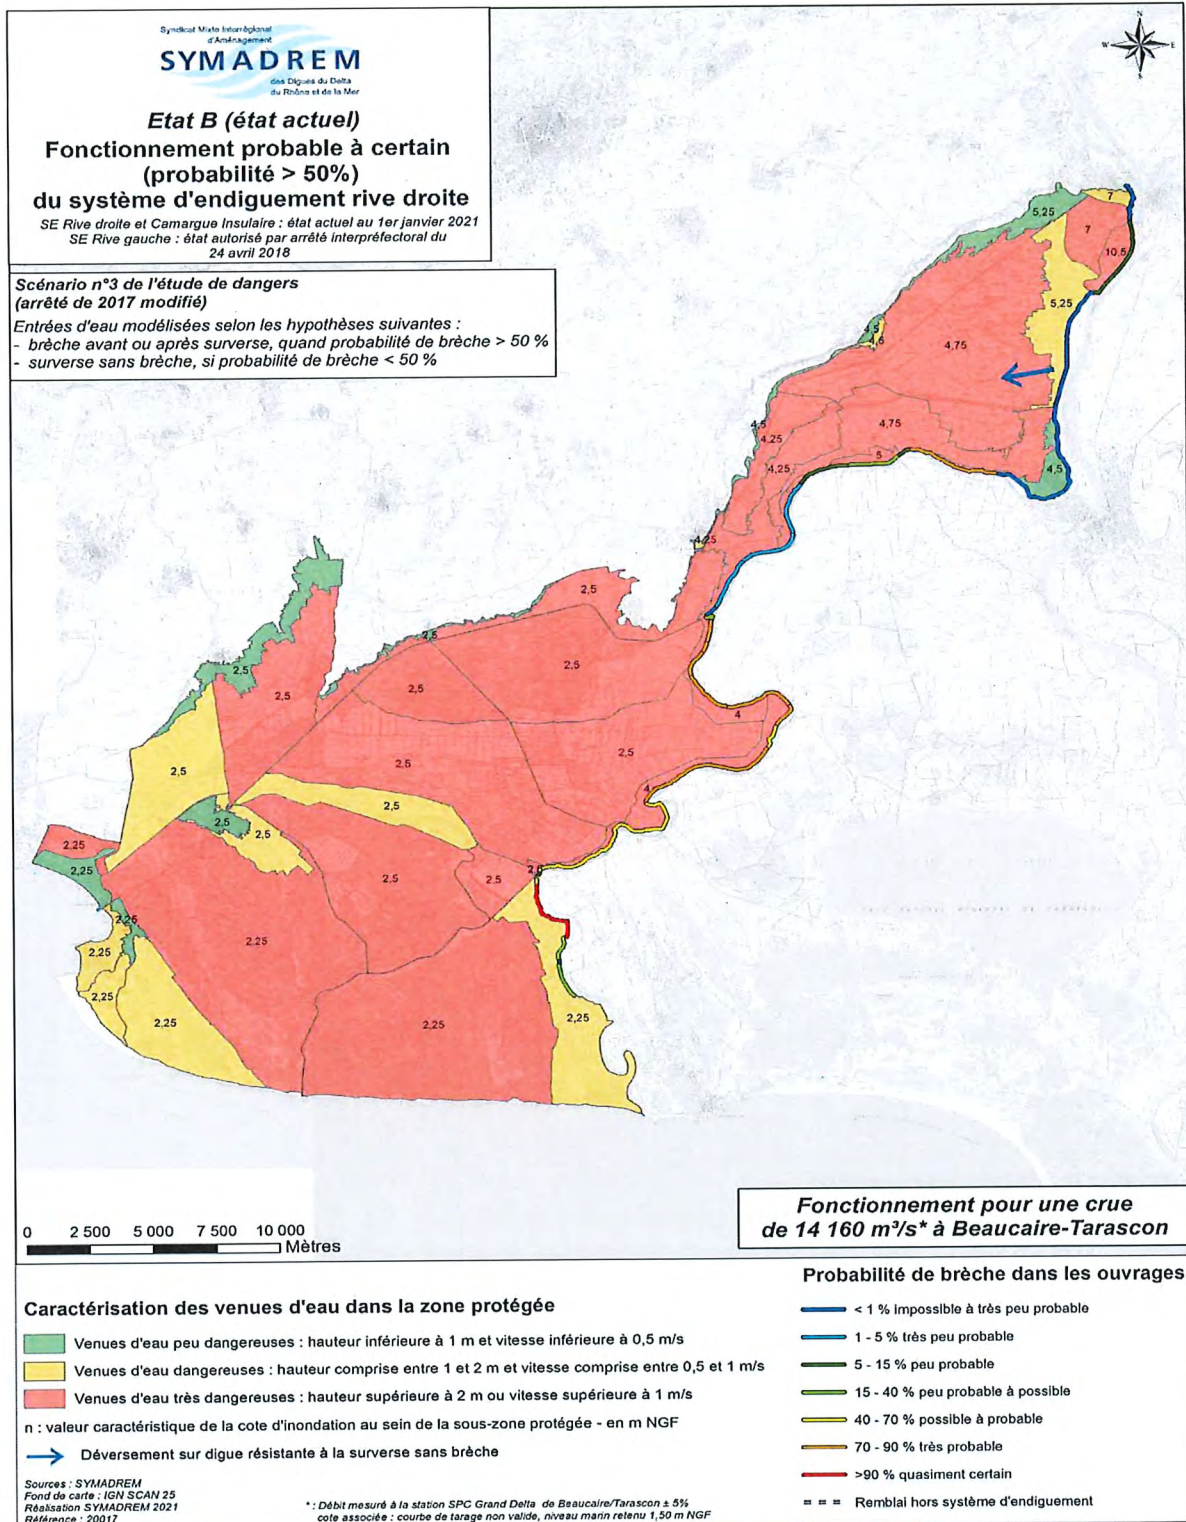 Syndicat Mixte Interrégional
d'Aménagement
SYMADREM
des Digues du Delta
du Rhône et de la Mer
Etat B (état actuel)
Fonctionnement probable à certain
(probabilité > 50%)
du système d'endiguement rive droite
SE Rive droite et Camargue Insulaire : état actuel au 1er janvier 2021
SE Rive gauche : état autorisé par arrêté interpréfectoral du
24 avril 2018
Scénario n°3 de l'étude de dangers
(arrêté de 2017 modifié)
Entrées d'eau modélisées selon les hypothèses suivantes :
- brèche avant ou après surverse, quand probabilité de brèche > 50 %
- surverse sans brèche, si probabilité de brèche < 50 %
N
W E
S
7
5,25
7
10,5
5,25
4,5
4,6
4,75
4,75
4,5
4,25
4,25
5
4,5
4,25
2,5
2,5
2,5
2,5
2,5
2,5
4
2,5
2,5
2,5
4
2,5
2,5
2,5
2,25
2,25
2,5
2,5
2,25
2,25
2,25
2,25
2,25
2,25
2,25
0 2 500 5 000 7 500 10 000
Mètres
Fonctionnement pour une crue
de 14 160 m³/s* à Beaucaire-Tarascon
Caractérisation des venues d'eau dans la zone protégée
Venues d'eau peu dangereuses : hauteur inférieure à 1 m et vitesse inférieure à 0,5 m/s
Venues d'eau dangereuses : hauteur comprise entre 1 et 2 m et vitesse comprise entre 0,5 et 1 m/s
Venues d'eau très dangereuses : hauteur supérieure à 2 m ou vitesse supérieure à 1 m/s
n : valeur caractéristique de la cote d'inondation au sein de la sous-zone protégée - en m NGF
Déversement sur digue résistante à la surverse sans brèche
Sources : SYMADREM
Fond de carte : IGN SCAN 25
Réalisation SYMADREM 2021
Référence : 20017
* : Débit mesuré à la station SPC Grand Delta de Beaucaire/Tarascon ± 5%
cote associée : courbe de tarage non valide, niveau marin retenu 1,50 m NGF
Probabilité de brèche dans les ouvrages
< 1 % impossible à très peu probable
1 - 5 % très peu probable
5 - 15 % peu probable
15 - 40 % peu probable à possible
40 - 70 % possible à probable
70 - 90 % très probable
>90 % quasiment certain
Remblai hors système d'endiguement